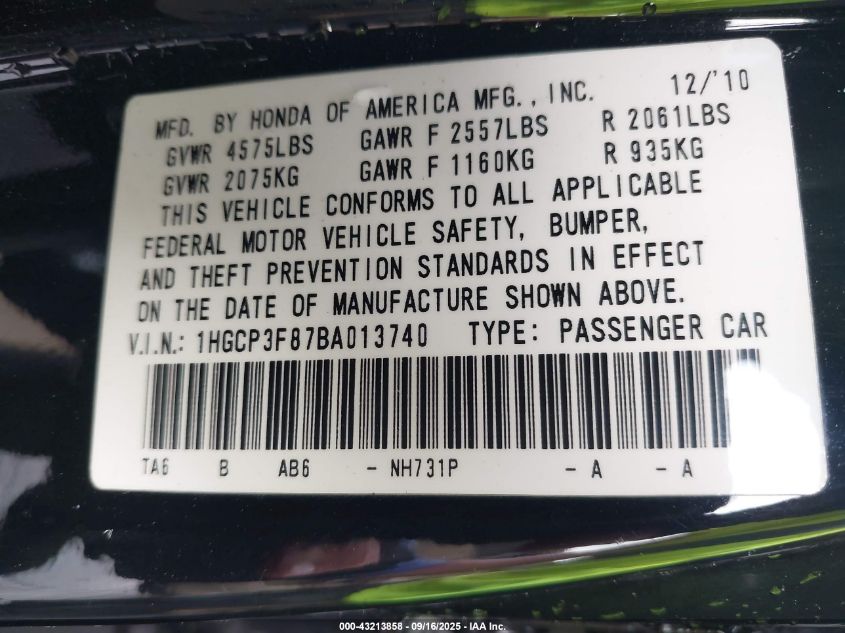 12/'10
MFD. BY HONDA OF AMERICA MFG., INC.
GVWR 4575LBS GAWR F 2557LBS R 2061LBS
GVWR 2075KG GAWR F 1160KG R 935KG
THIS VEHICLE CONFORMS TO ALL APPLICABLE
FEDERAL MOTOR VEHICLE SAFETY, BUMPER,
AND THEFT PREVENTION STANDARDS IN EFFECT
ON THE DATE OF MANUFACTURE SHOWN ABOVE.
V.I.N.: 1HGCP3F87BA013740 TYPE: PASSENGER CAR
TA6 B AB6 - NH731P - A - A
000-43213858 - 09/16/2025 - IAA Inc.